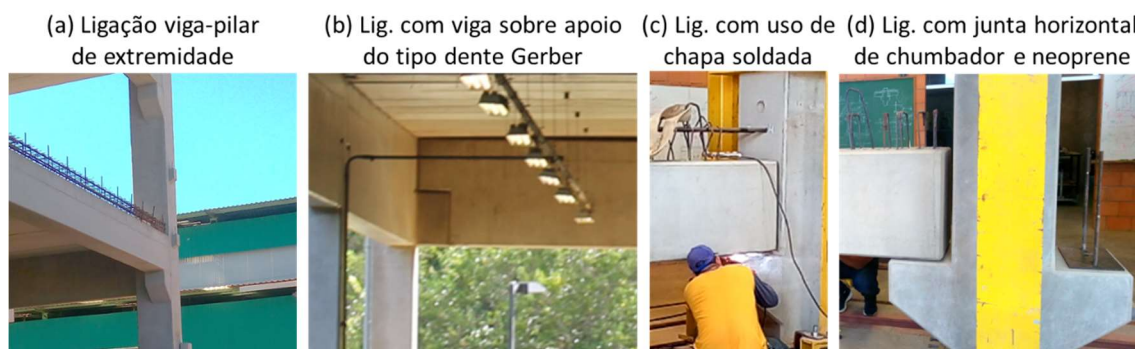 (a) Ligação viga-pilar
de extremidade
(b) Lig. com viga sobre apoio
do tipo dente Gerber
(c) Lig. com uso de
chapa soldada
(d) Lig. com junta horizontal
de chumbador e neoprene